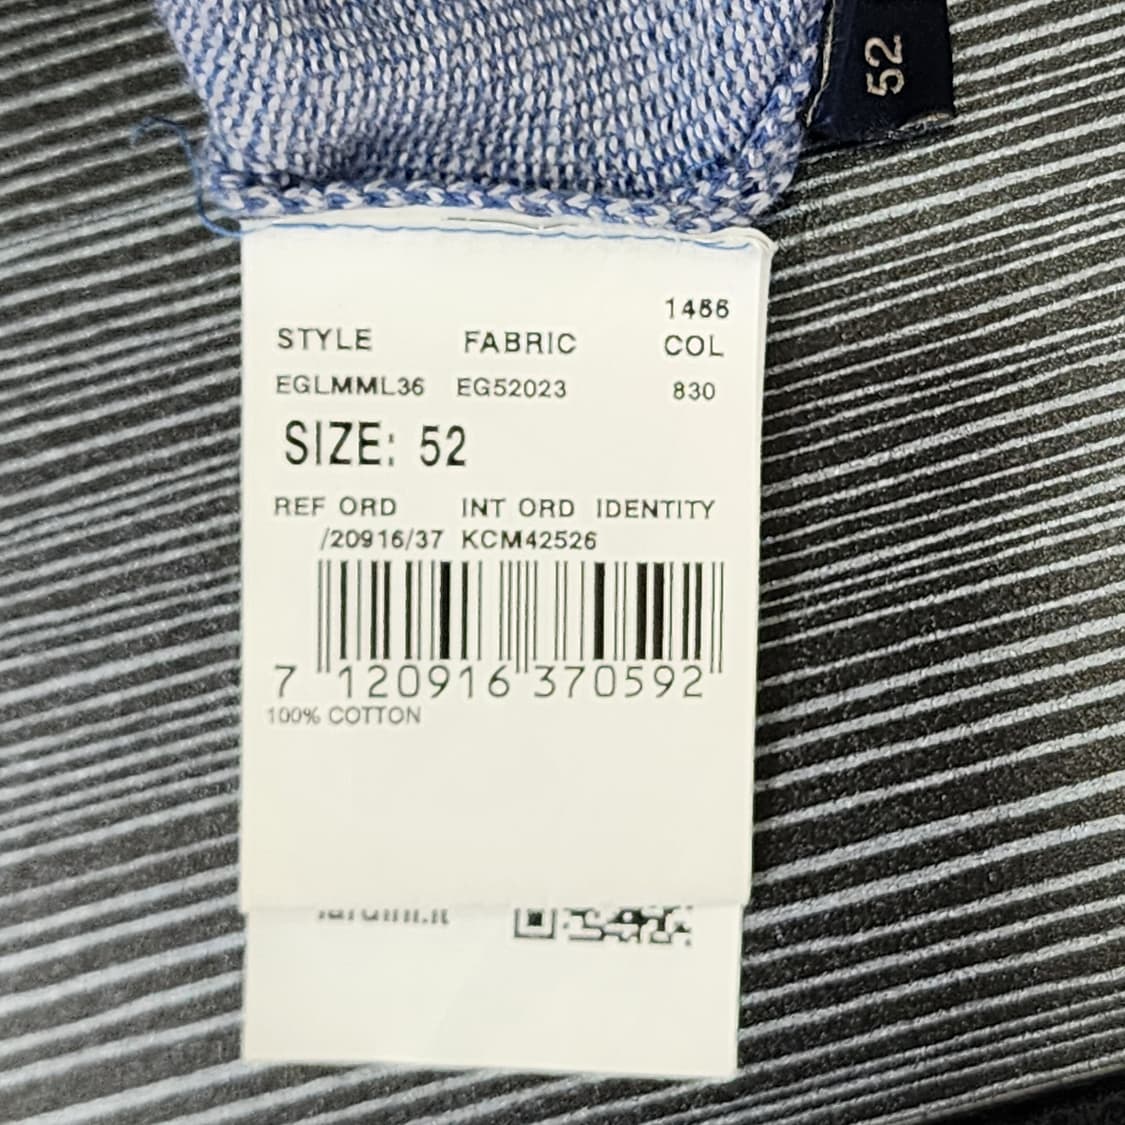 52
1466
STYLE FABRIC COL
EGLMML36 EG52023 830
SIZE: 52
REF ORD INT ORD IDENTITY
/20916/37 KCM42526
7 120916 370592
100% COTTON